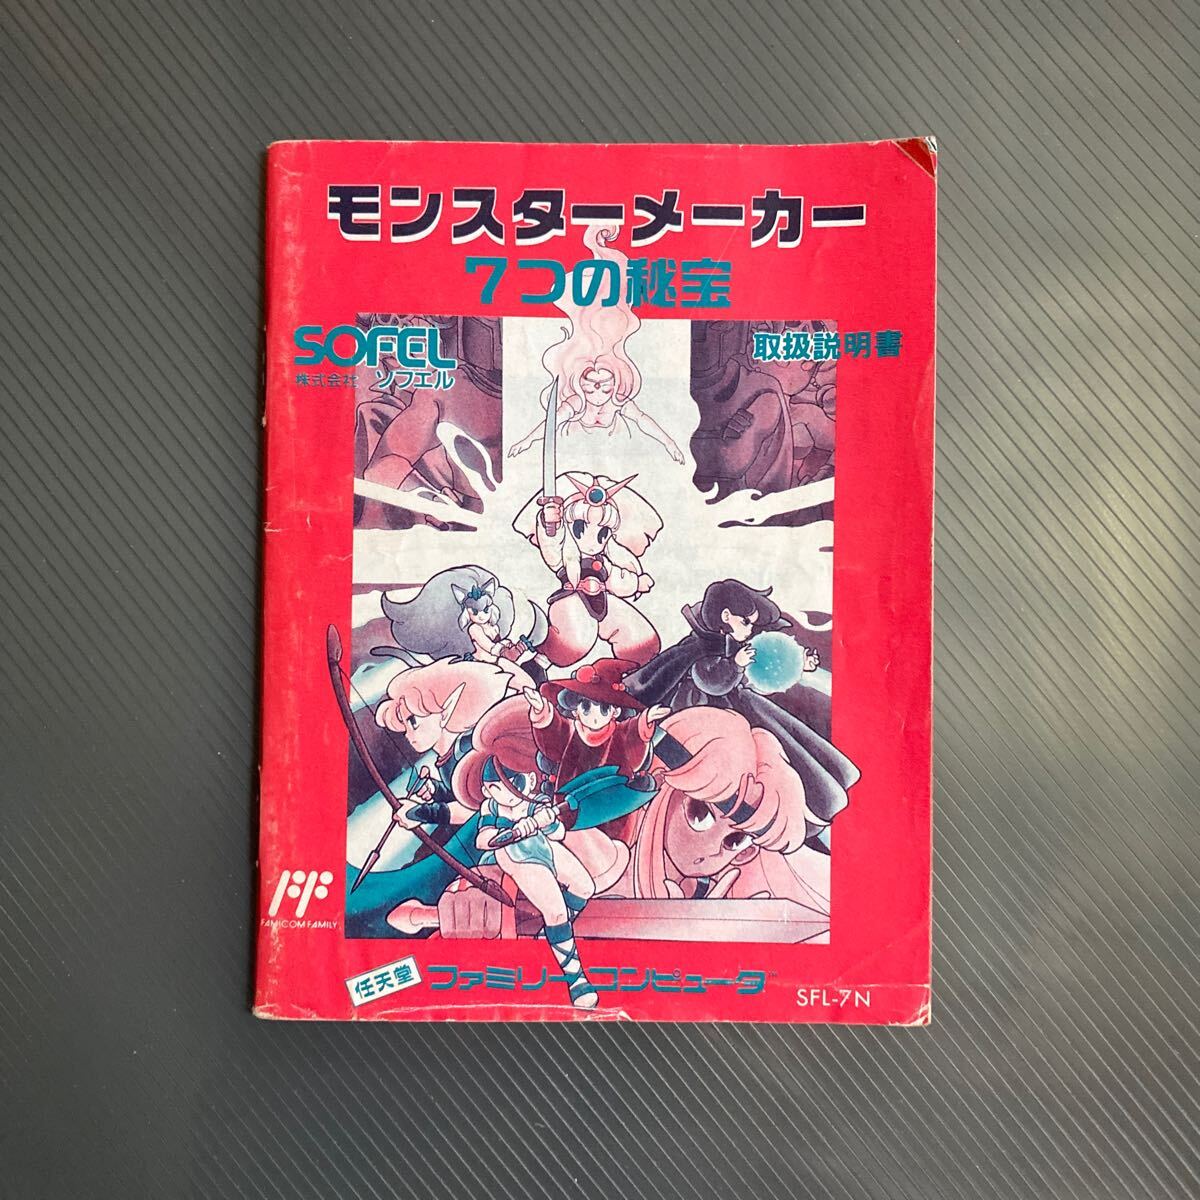 モンスターメーカー
7つの秘宝
SOFEL
株式会社 ソフエル
取扱説明書
FAMICOM FAMILY
任天堂 ファミリーコンピュータ™
SFL-7N